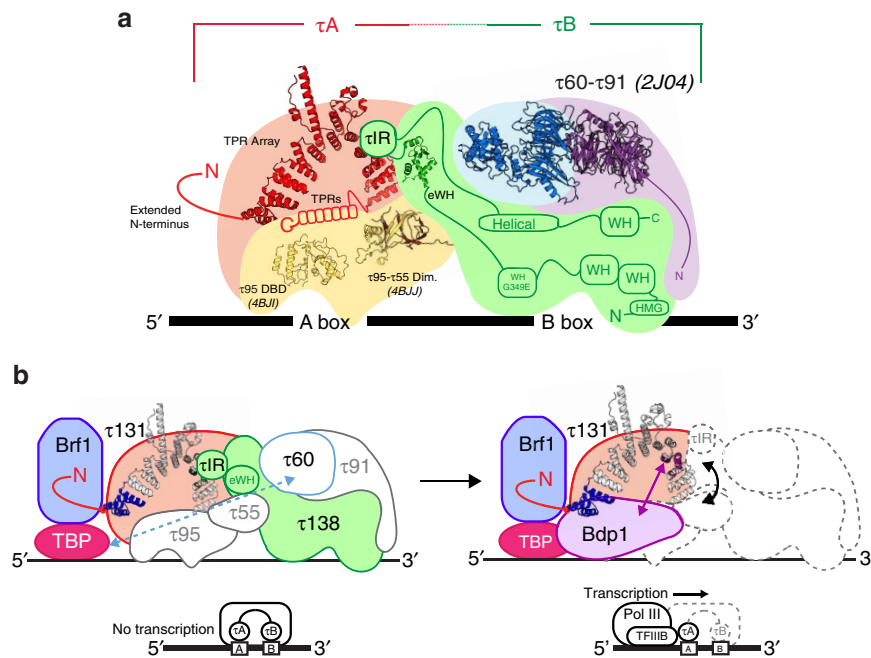 a
τA
τB
τ60-τ91 (2J04)
TPR Array
τIR
N
TPRs
eWH
Extended
N-terminus
C
Helical
WH
C
τ95 DBD
(4BJI)
τ95-τ55 Dim.
(4BJJ)
WH
G349E
WH
WH
N
HMG
N
5′
A box
B box
3′
b
Brf1
τ131
N
τIR
eWH
τ60
τ91
τ55
τ95
τ138
TBP
5′
3′
Brf1
τ131
τIR
N
Bdp1
TBP
5′
3
No transcription
τA
τB
5′
A
B
3′
Transcription
Pol III
TFIIIB
τA
τB
5′
A
B
3′